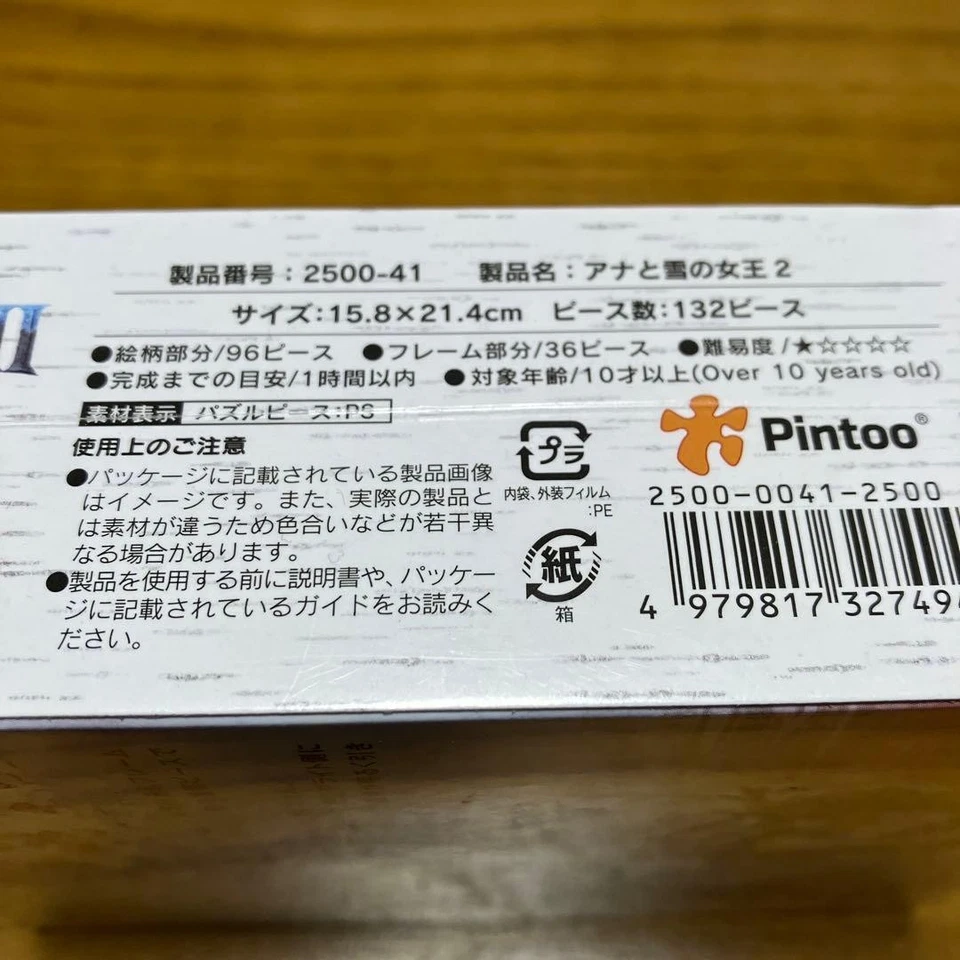 製品番号：2500-41　製品名：アナと雪の女王２
サイズ：15.8×21.4cm　ピース数：132ピース
●絵柄部分/96ピース　●フレーム部分/36ピース　●難易度/★☆☆☆☆
●完成までの目安/1時間以内　●対象年齢/10才以上(Over 10 years old)
素材表示 パズルピース：PS
使用上のご注意
●パッケージに記載されている製品画像
はイメージです。また、実際の製品と
は素材が違うため色合いなどが若干異
なる場合があります。
●製品を使用する前に説明書や、パッケー
ジに記載されているガイドをお読みく
ださい。
プラ
内袋、外装フィルム
：PE
紙
箱
Pintoo®
2500-0041-2500
4 979817 32749